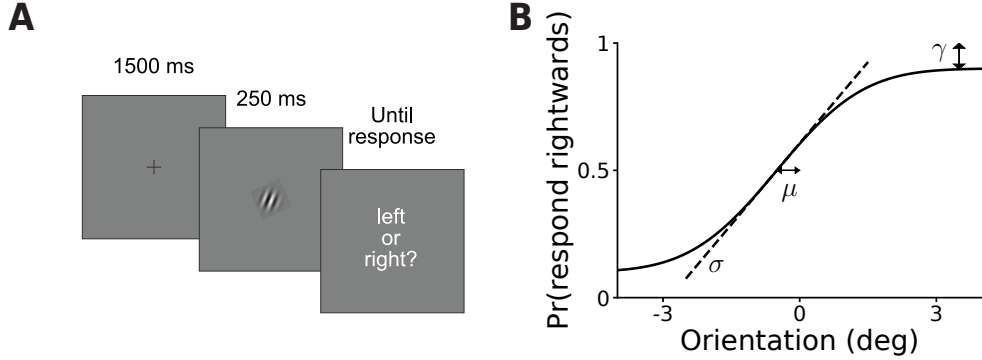 A
1500 ms
250 ms
Until
response
left
or
right?
B
Pr(respond rightwards)
1
0.5
0
γ
μ
σ
-3
0
3
Orientation (deg)